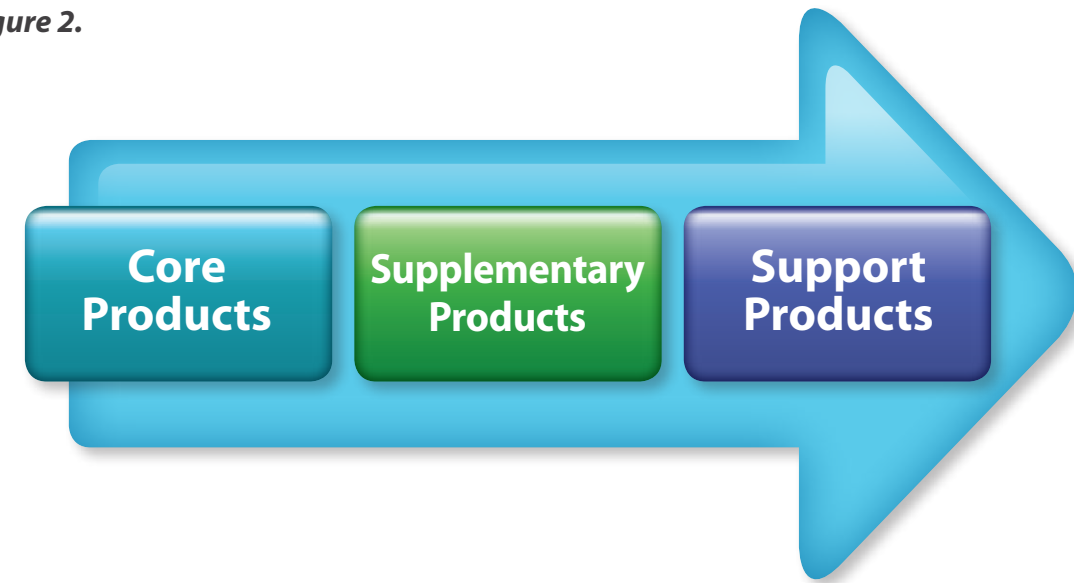 gure 2.
Core
Products
Supplementary
Products
Support
Products